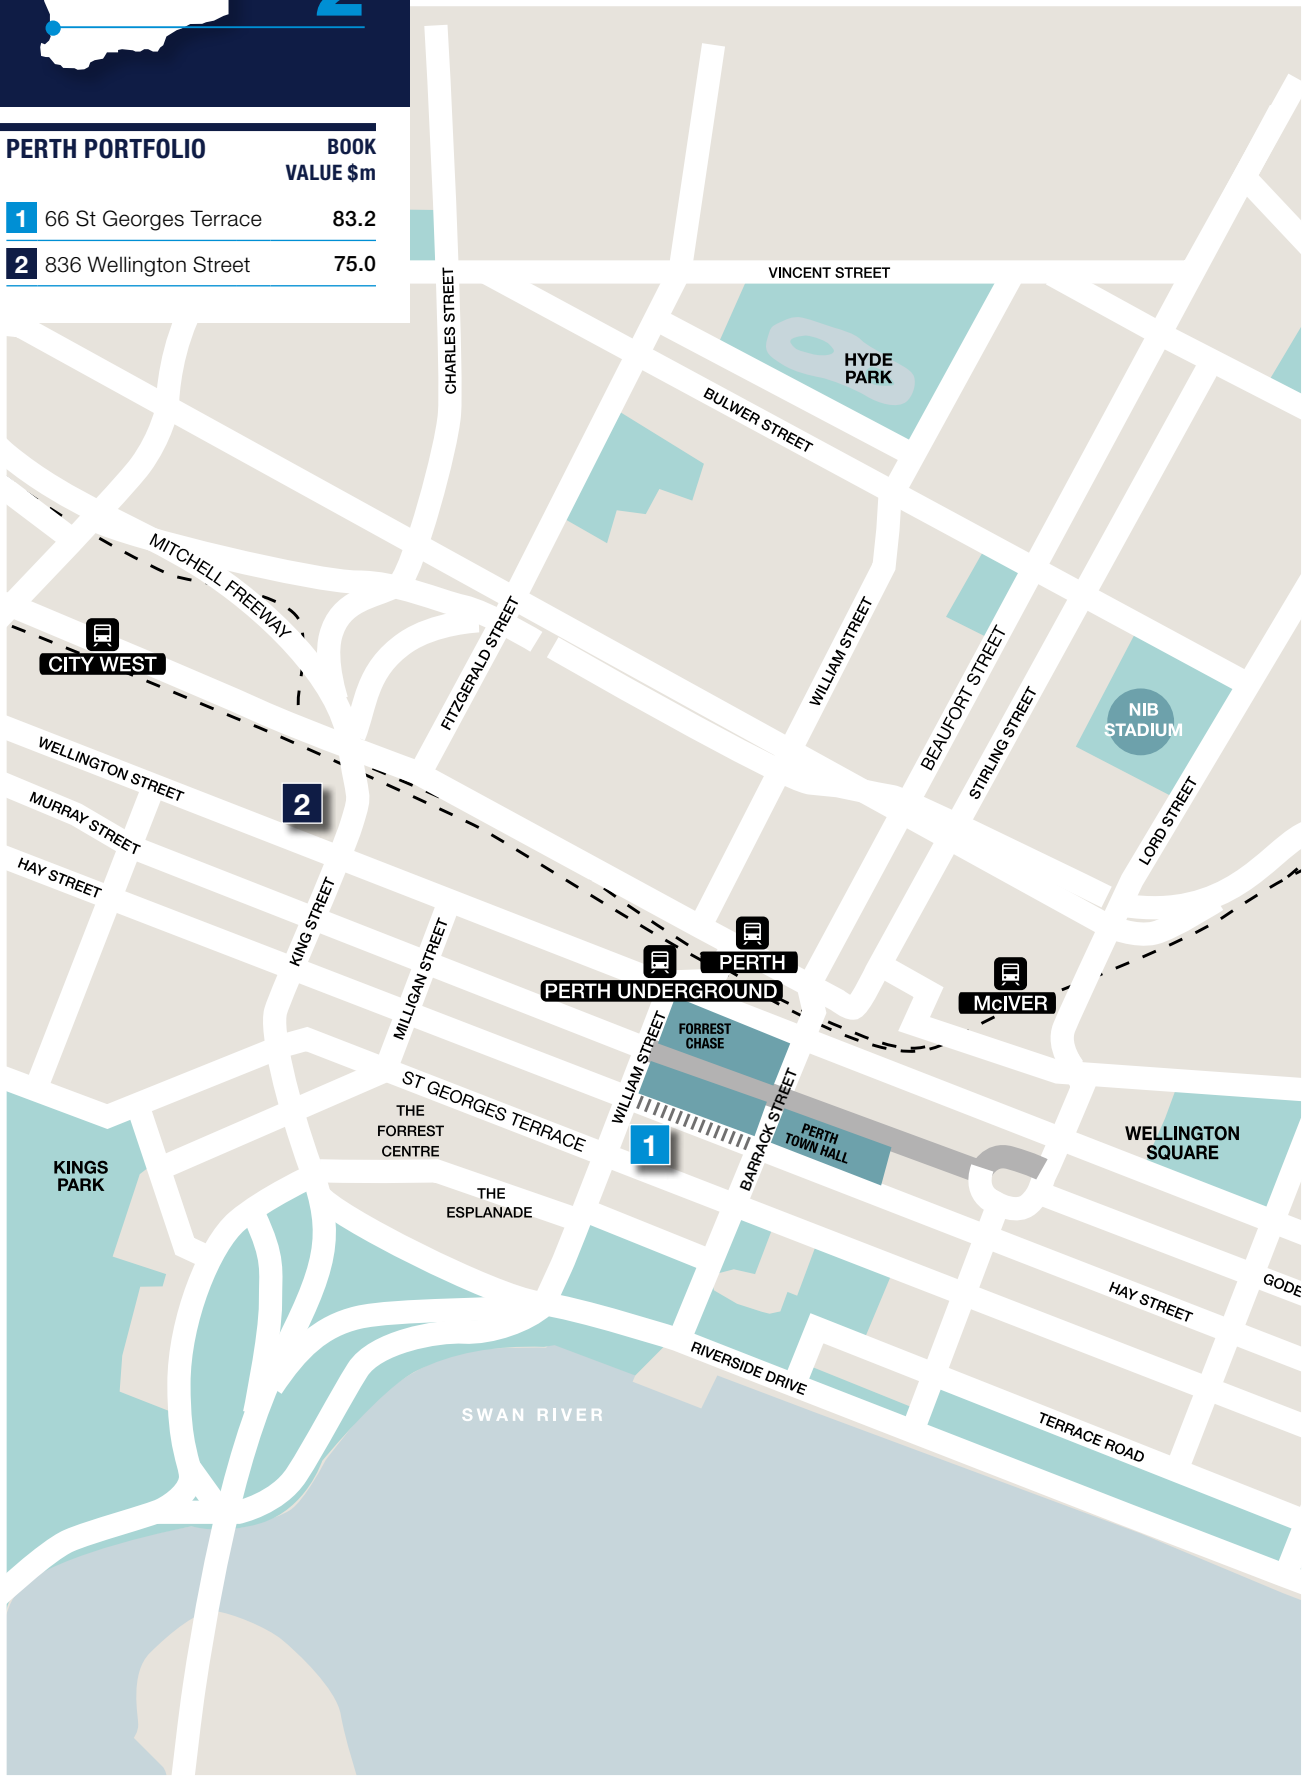 2
PERTH PORTFOLIO
BOOK
VALUE $m
1 66 St Georges Terrace 83.2
2 836 Wellington Street 75.0
VINCENT STREET
CHARLES STREET
HYDE
PARK
BULWER STREET
MITCHELL FREEWAY
CITY WEST
FITZGERALD STREET
WILLIAM STREET
BEAUFORT STREET
STIRLING STREET
NIB
STADIUM
LORD STREET
WELLINGTON STREET
2
MURRAY STREET
HAY STREET
KING STREET
MILLIGAN STREET
PERTH
PERTH UNDERGROUND
McIVER
FORREST
CHASE
WILLIAM STREET
BARRACK STREET
ST GEORGES TERRACE
THE
FORREST
CENTRE
1
PERTH
TOWN HALL
WELLINGTON
SQUARE
KINGS
PARK
THE
ESPLANADE
HAY STREET
GODE
RIVERSIDE DRIVE
SWAN RIVER
TERRACE ROAD